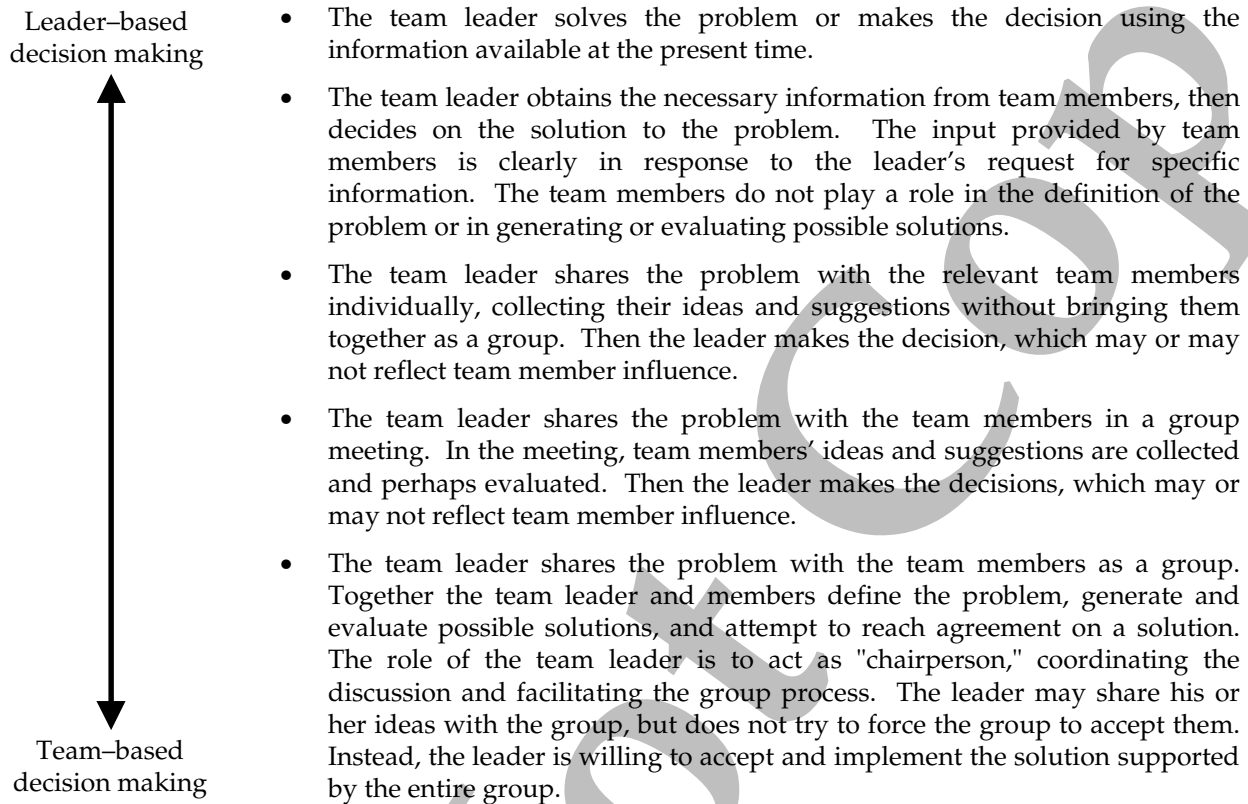 Leader–based
decision making
• The team leader solves the problem or makes the decision using the
information available at the present time.
• The team leader obtains the necessary information from team members, then
decides on the solution to the problem. The input provided by team
members is clearly in response to the leader’s request for specific
information. The team members do not play a role in the definition of the
problem or in generating or evaluating possible solutions.
• The team leader shares the problem with the relevant team members
individually, collecting their ideas and suggestions without bringing them
together as a group. Then the leader makes the decision, which may or may
not reflect team member influence.
• The team leader shares the problem with the team members in a group
meeting. In the meeting, team members’ ideas and suggestions are collected
and perhaps evaluated. Then the leader makes the decisions, which may or
may not reflect team member influence.
• The team leader shares the problem with the team members as a group.
Together the team leader and members define the problem, generate and
evaluate possible solutions, and attempt to reach agreement on a solution.
The role of the team leader is to act as "chairperson," coordinating the
discussion and facilitating the group process. The leader may share his or
her ideas with the group, but does not try to force the group to accept them.
Instead, the leader is willing to accept and implement the solution supported
by the entire group.
Team–based
decision making
ot Cop